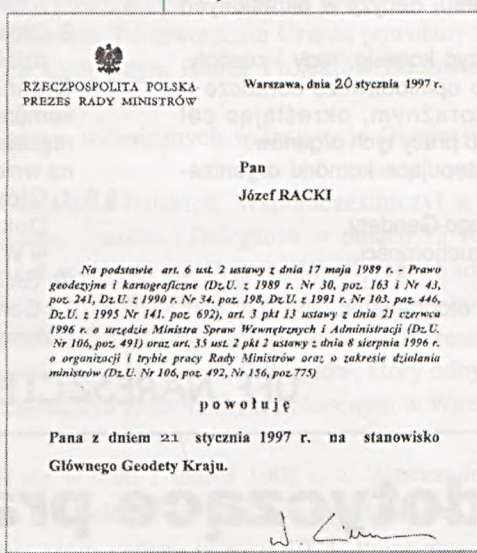 RZECZPOSPOLITA POLSKA
PREZES RADY MINISTRÓW
Warszawa, dnia 20 stycznia 1997 r.
Pan
Józef RACKI
Na podstawie art. 6 ust. 2 ustawy z dnia 17 maja 1989 r. - Prawo
geodezyjne i kartograficzne (Dz.U. z 1989 r. Nr 30, poz. 163 i Nr 43,
poz. 241, Dz.U. z 1990 r. Nr 34, poz. 198, Dz.U. z 1991 r. Nr 103, poz. 446,
Dz.U. z 1995 Nr 141, poz. 692), art. 3 pkt 13 ustawy z dnia 21 czerwca
1996 r. o urzędzie Ministra Spraw Wewnętrznych i Administracji (Dz.U.
Nr 106, poz. 491) oraz art. 35 ust. 2 pkt 2 ustawy z dnia 8 sierpnia 1996 r.
o organizacji i trybie pracy Rady Ministrów oraz o zakresie działania
ministrów (Dz.U. Nr 106, poz. 492, Nr 156, poz. 775)
powołuję
Pana z dniem 21 stycznia 1997 r. na stanowisko
Głównego Geodety Kraju.